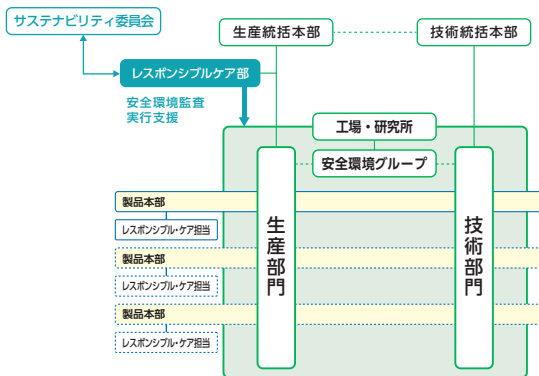 サステナビリティ委員会
生産統括本部
技術統括本部
レスポンシブルケア部
安全環境監査
実行支援
工場・研究所
安全環境グループ
生産部門
技術部門
製品本部
レスポンシブル・ケア担当
製品本部
レスポンシブル・ケア担当
製品本部
レスポンシブル・ケア担当